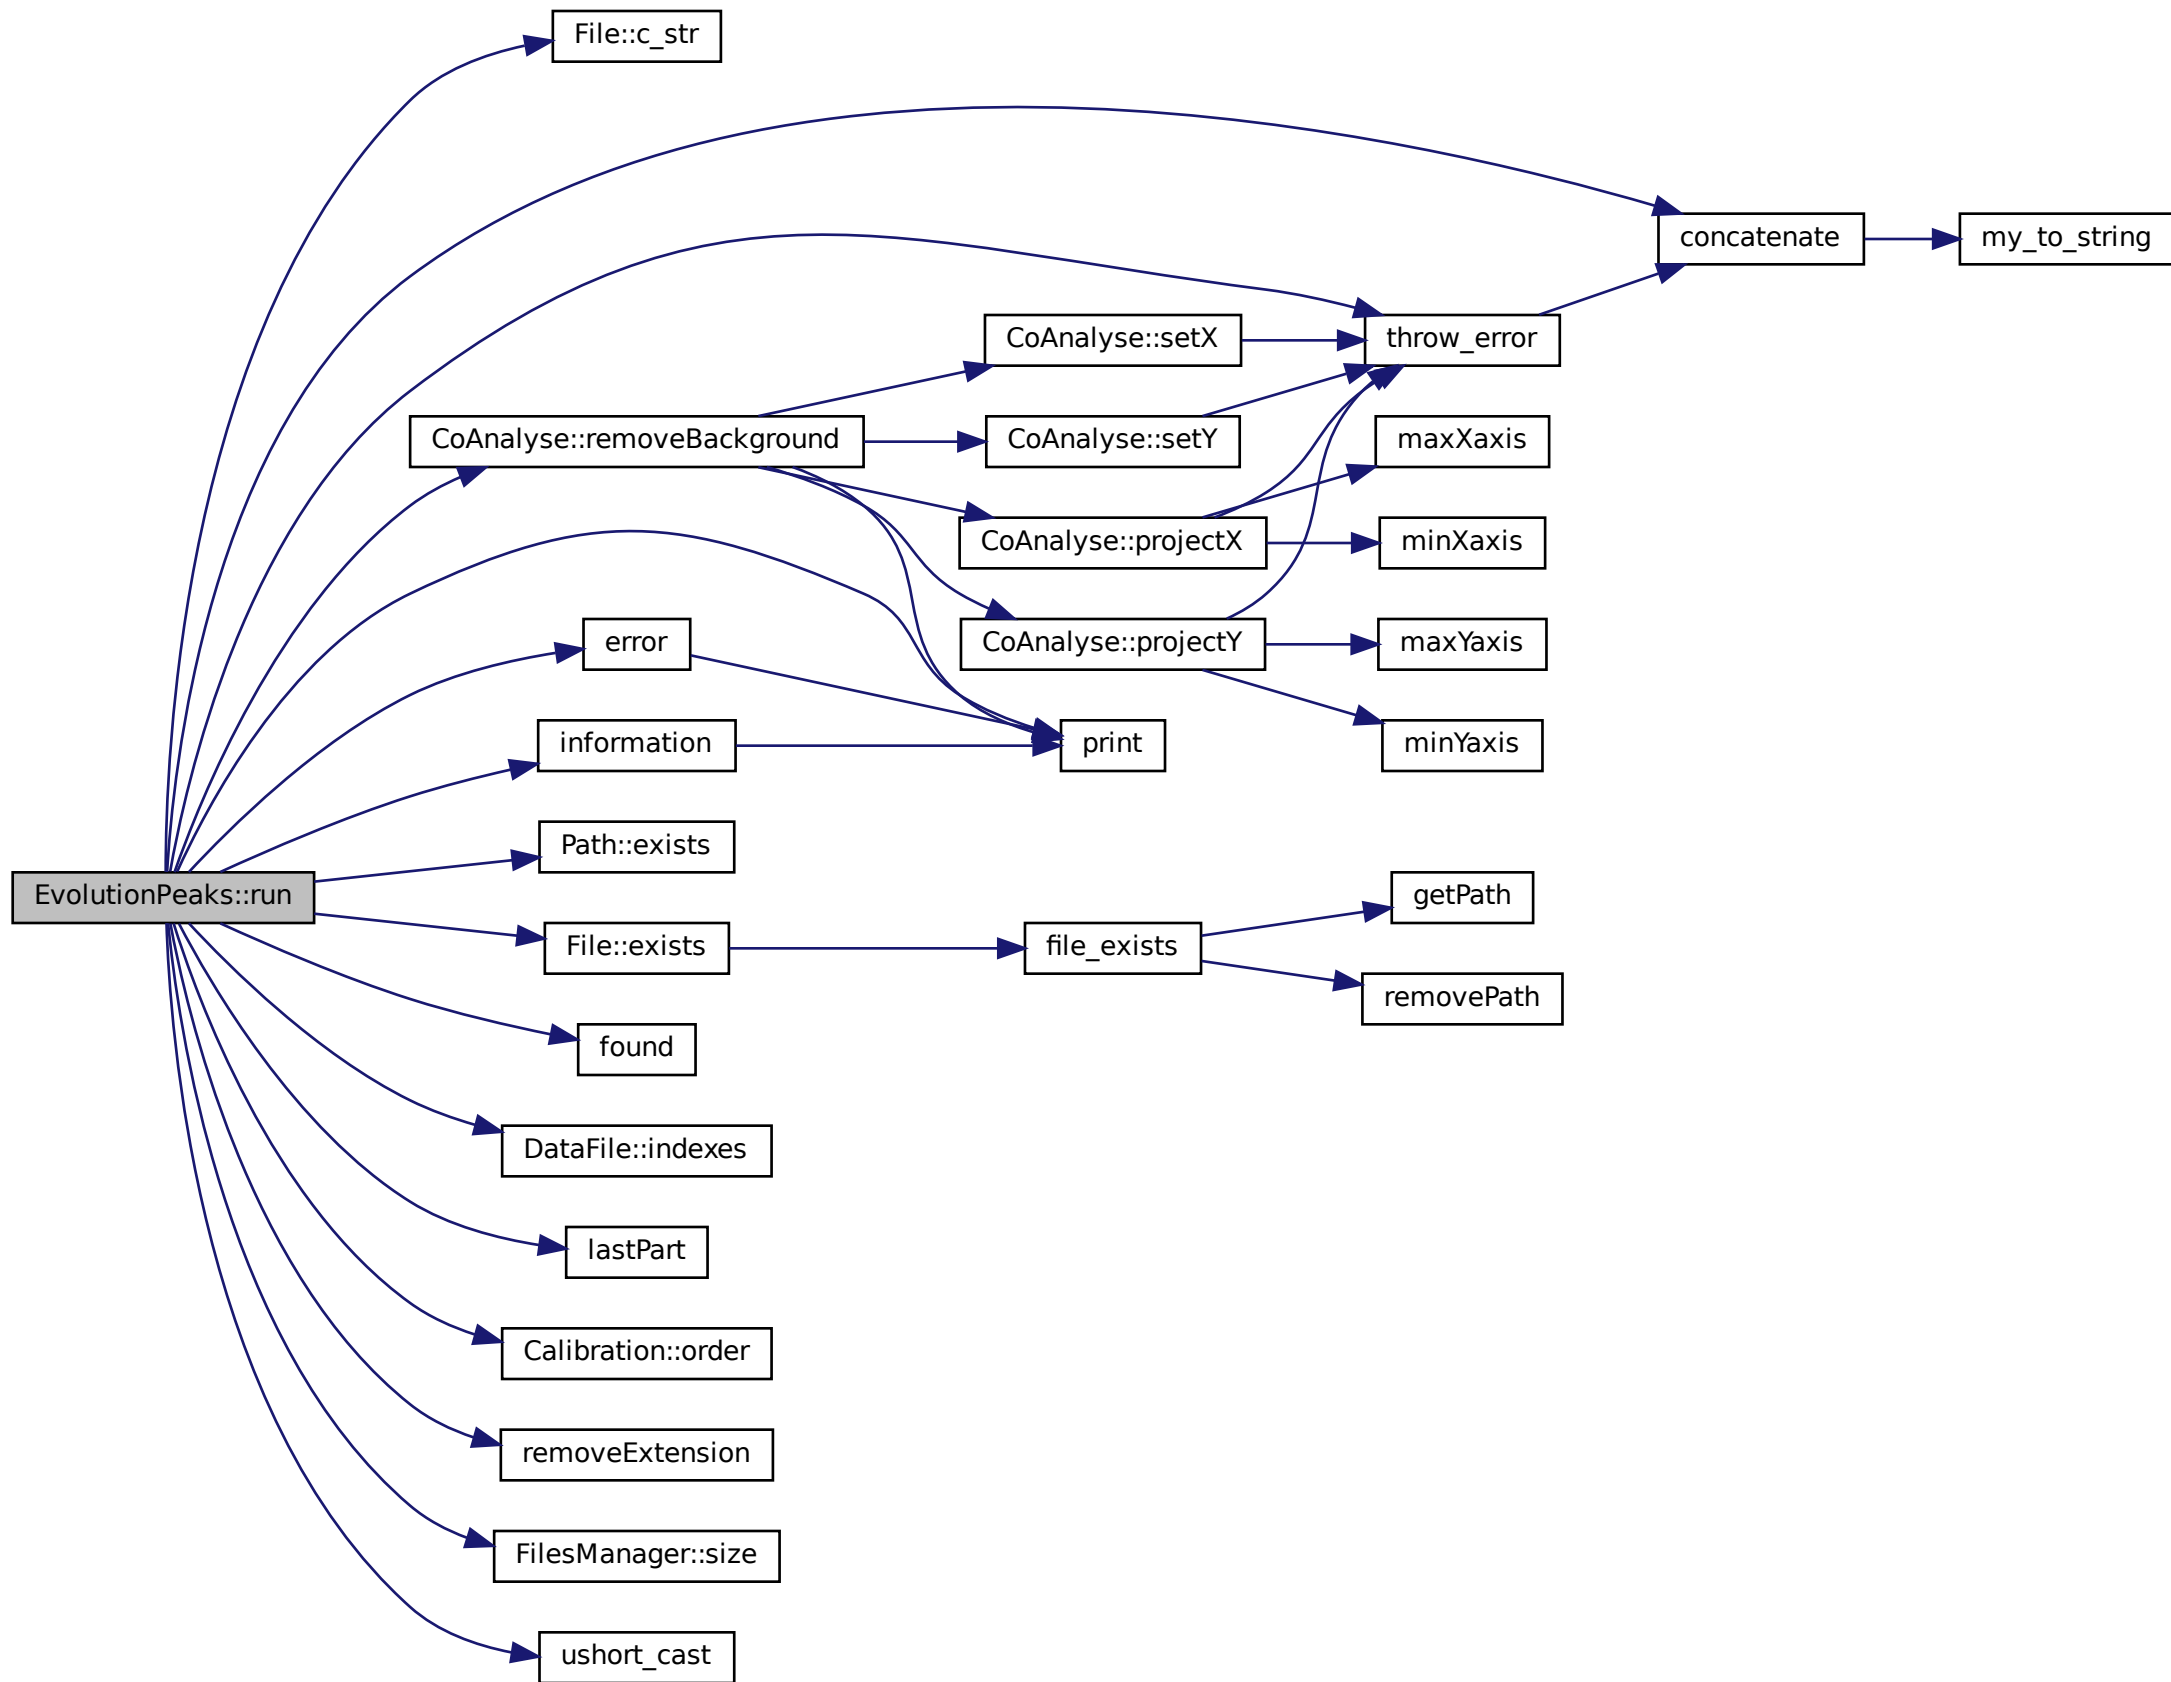 File::c_str
concatenate
my_to_string
CoAnalyse::setX
throw_error
CoAnalyse::removeBackground
CoAnalyse::setY
maxXaxis
CoAnalyse::projectX
minXaxis
error
CoAnalyse::projectY
maxYaxis
information
print
minYaxis
Path::exists
EvolutionPeaks::run
getPath
File::exists
file_exists
removePath
found
DataFile::indexes
lastPart
Calibration::order
removeExtension
FilesManager::size
ushort_cast